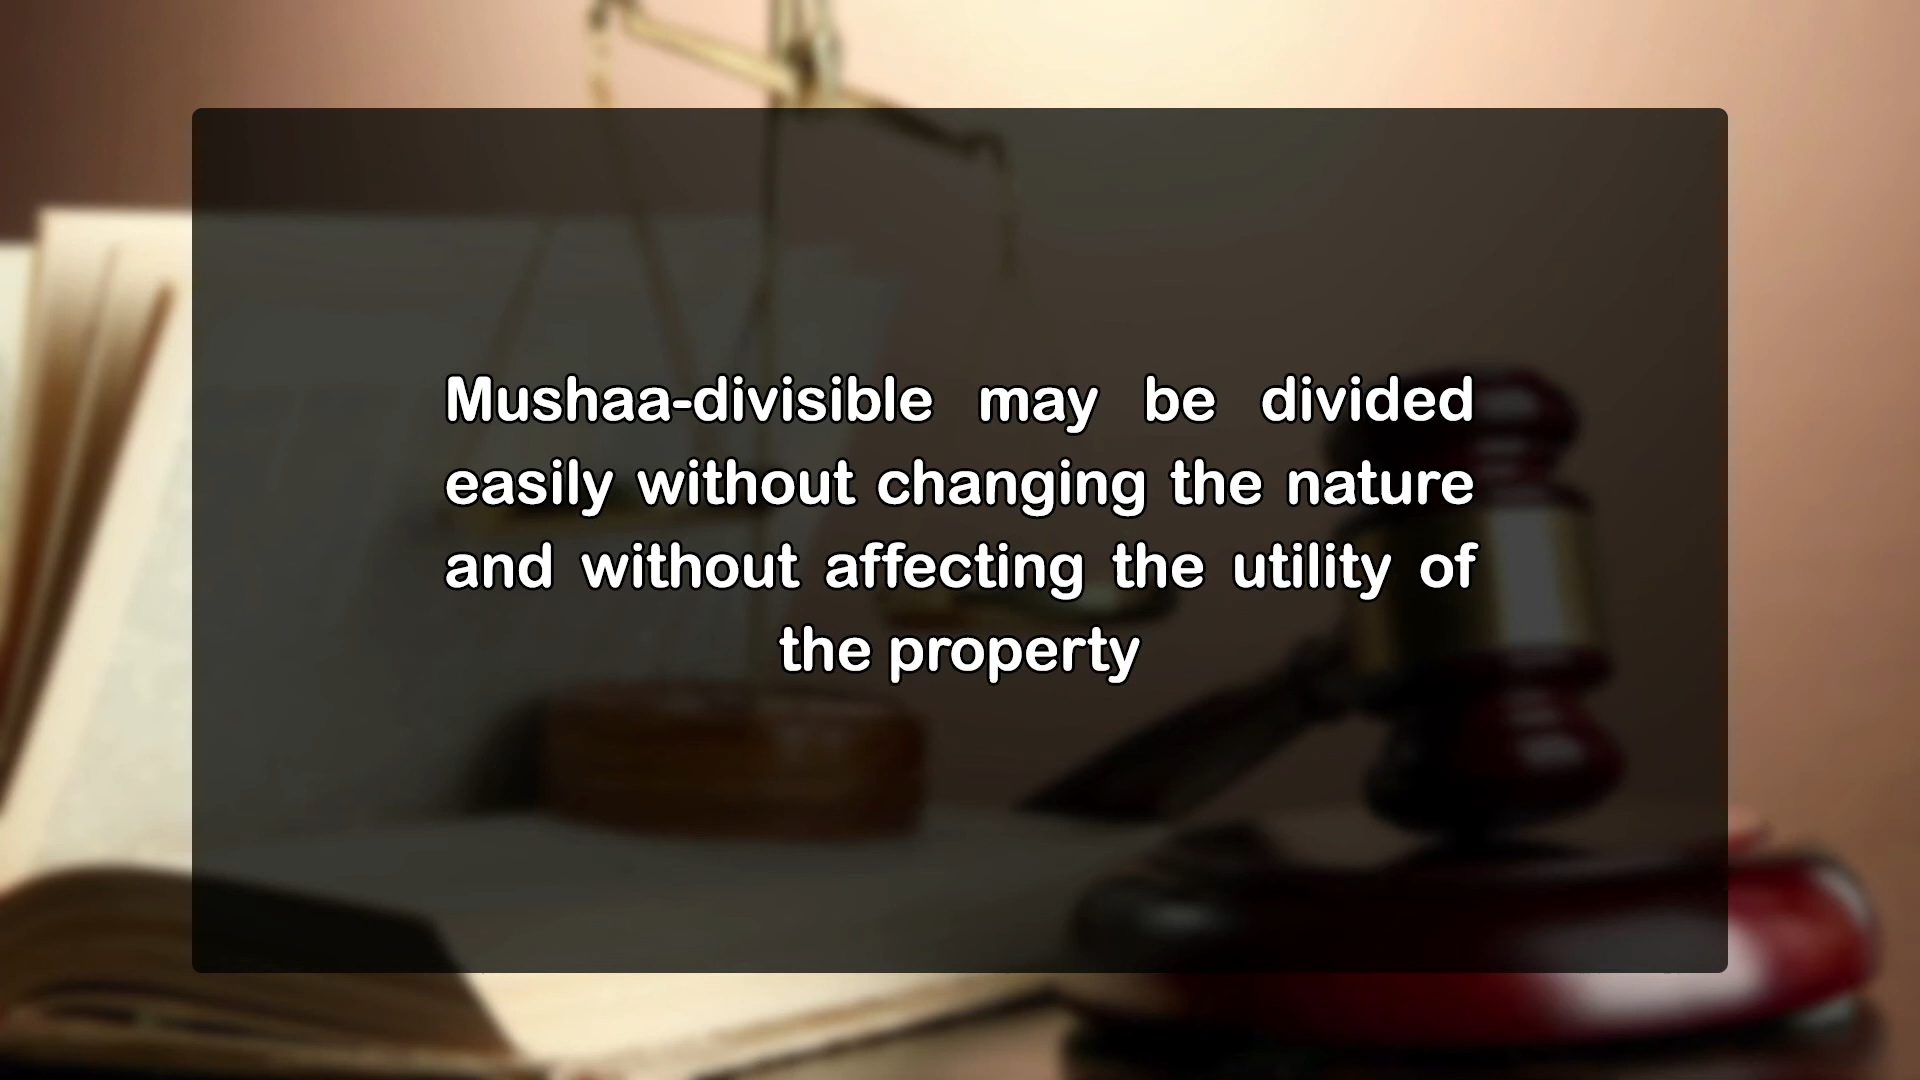 Mushaa-divisible may be divided
easily without changing the nature
and without affecting the utility of
the property